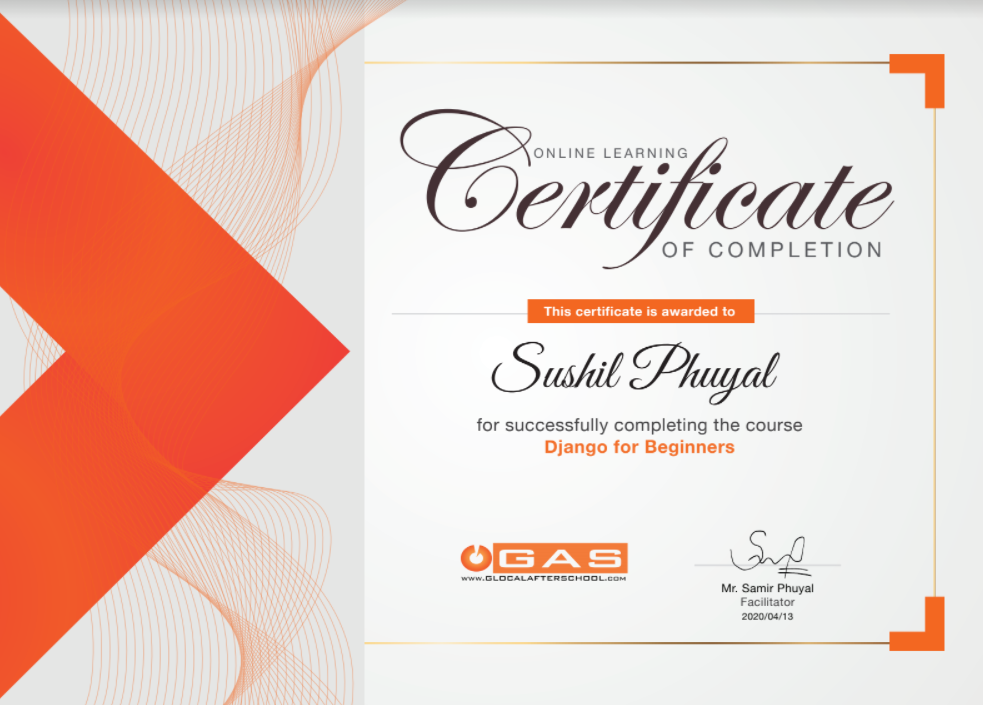 ONLINE LEARNING
Certificate
OF COMPLETION
This certificate is awarded to
Sushil Phuyal
for successfully completing the course
Django for Beginners
GAS
WWW.GLOCALAFTERSCHOOL.COM
Mr. Samir Phuyal
Facilitator
2020/04/13